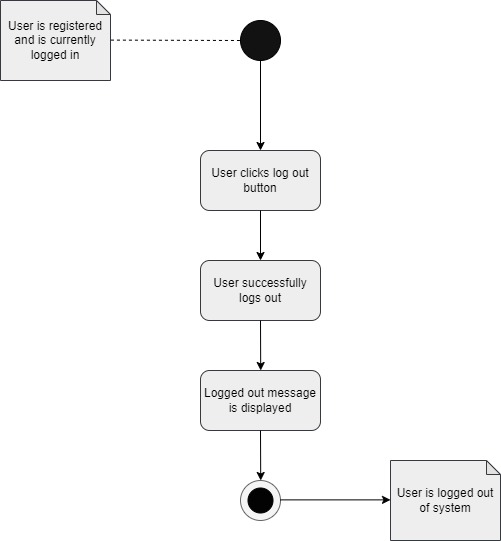 User is registered
and is currently
logged in
User clicks log out
button
User successfully
logs out
Logged out message
is displayed
User is logged out
of system